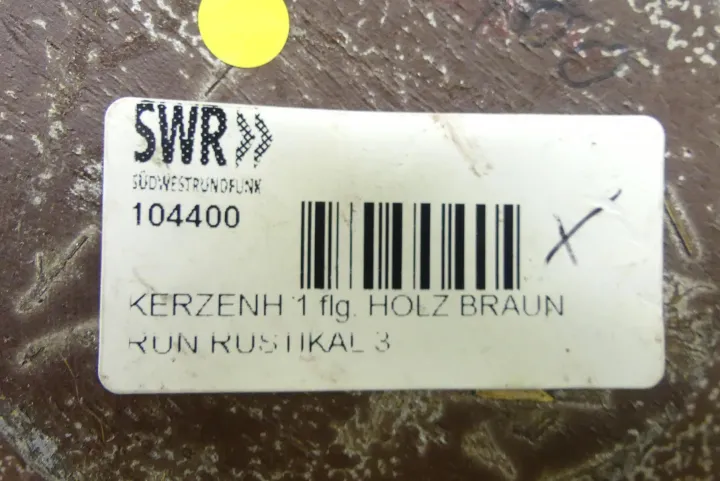 SWR
SÜDWESTRUNDFUNK
104400
KERZENH 1 flg. HOLZ BRAUN
RUN RUSTIKAL 3
X